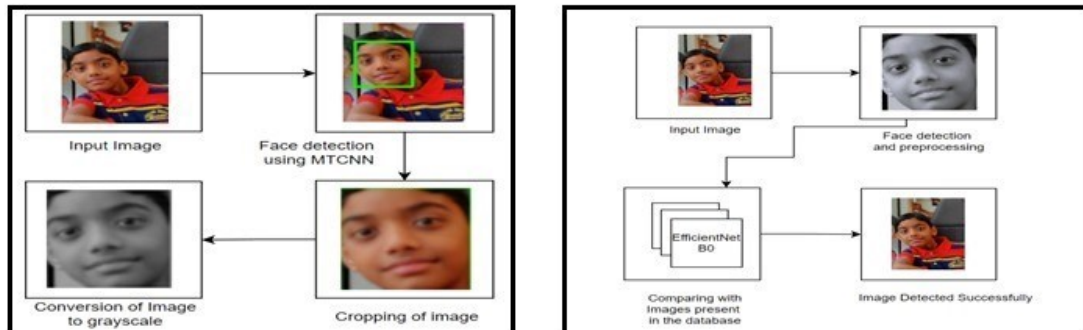 Input Image
Face detection
using MTCNN
Conversion of Image
to grayscale
Cropping of image
Input Image
Face detection
and preprocessing
EfficientNet
B0
Comparing with
Images present
in the database
Image Detected Successfully